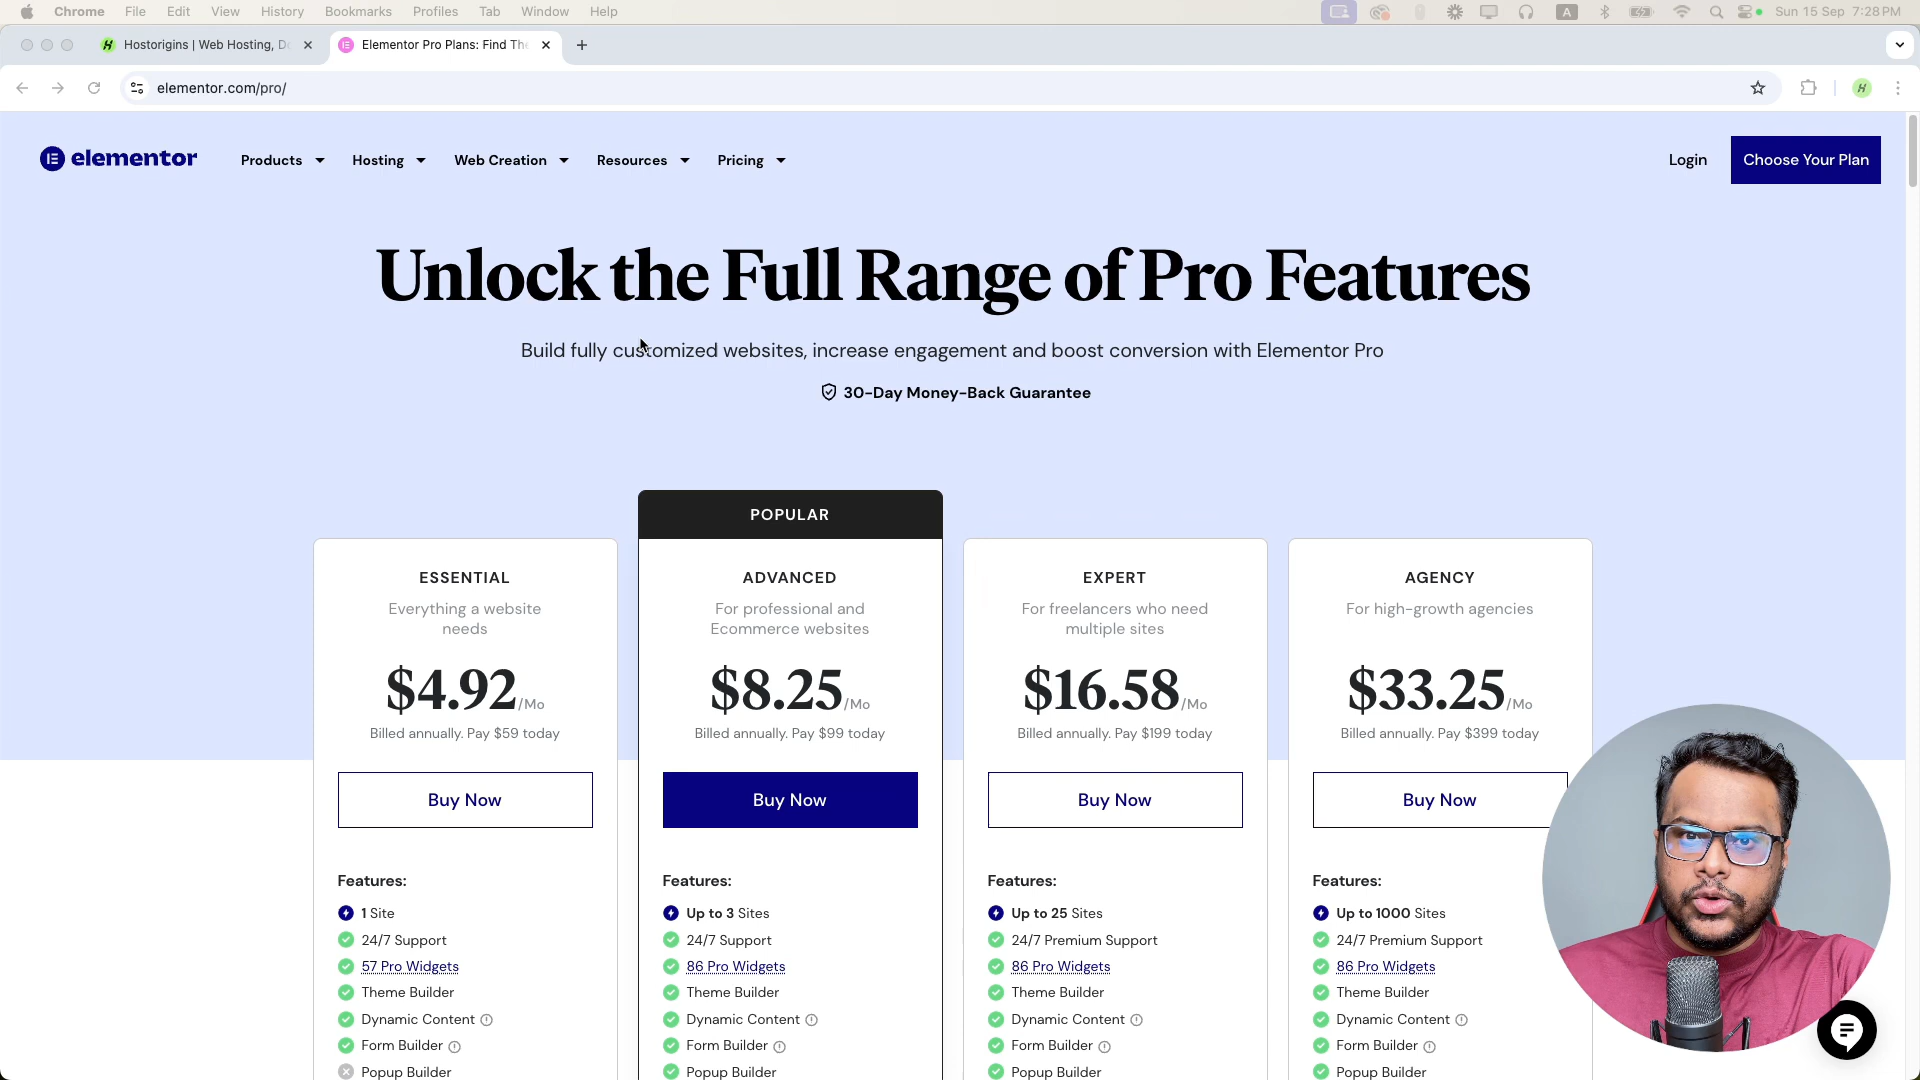 Chrome File Edit View History Bookmarks Profiles Tab Window Help
A
Sun 15 Sep 7:28 PM
Hostorigins | Web Hosting, Do
Elementor Pro Plans: Find The
elementor.com/pro/
elementor
Products Hosting Web Creation Resources Pricing
Login
Choose Your Plan
Unlock the Full Range of Pro Features
Build fully customized websites, increase engagement and boost conversion with Elementor Pro
30-Day Money-Back Guarantee
POPULAR
ESSENTIAL
Everything a website
needs
$4.92/Mo
Billed annually. Pay $59 today
Buy Now
Features:
1 Site
24/7 Support
57 Pro Widgets
Theme Builder
Dynamic Content
Form Builder
Popup Builder
ADVANCED
For professional and
Ecommerce websites
$8.25/Mo
Billed annually. Pay $99 today
Buy Now
Features:
Up to 3 Sites
24/7 Support
86 Pro Widgets
Theme Builder
Dynamic Content
Form Builder
Popup Builder
EXPERT
For freelancers who need
multiple sites
$16.58/Mo
Billed annually. Pay $199 today
Buy Now
Features:
Up to 25 Sites
24/7 Premium Support
86 Pro Widgets
Theme Builder
Dynamic Content
Form Builder
Popup Builder
AGENCY
For high-growth agencies
$33.25/Mo
Billed annually. Pay $399 today
Buy Now
Features:
Up to 1000 Sites
24/7 Premium Support
86 Pro Widgets
Theme Builder
Dynamic Content
Form Builder
Popup Builder